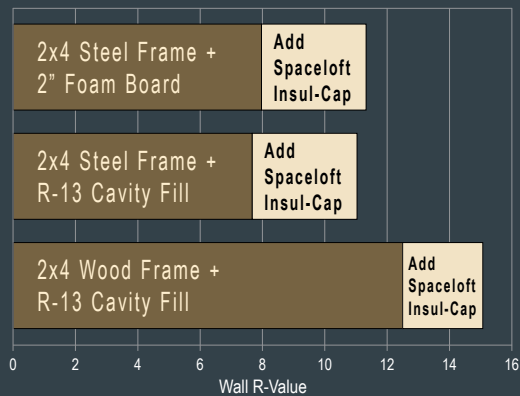 2x4 Steel Frame +
2” Foam Board
Add
Spaceloft
Insul-Cap
2x4 Steel Frame +
R-13 Cavity Fill
Add
Spaceloft
Insul-Cap
2x4 Wood Frame +
R-13 Cavity Fill
Add
Spaceloft
Insul-Cap
0 2 4 6 8 10 12 14 16
Wall R-Value